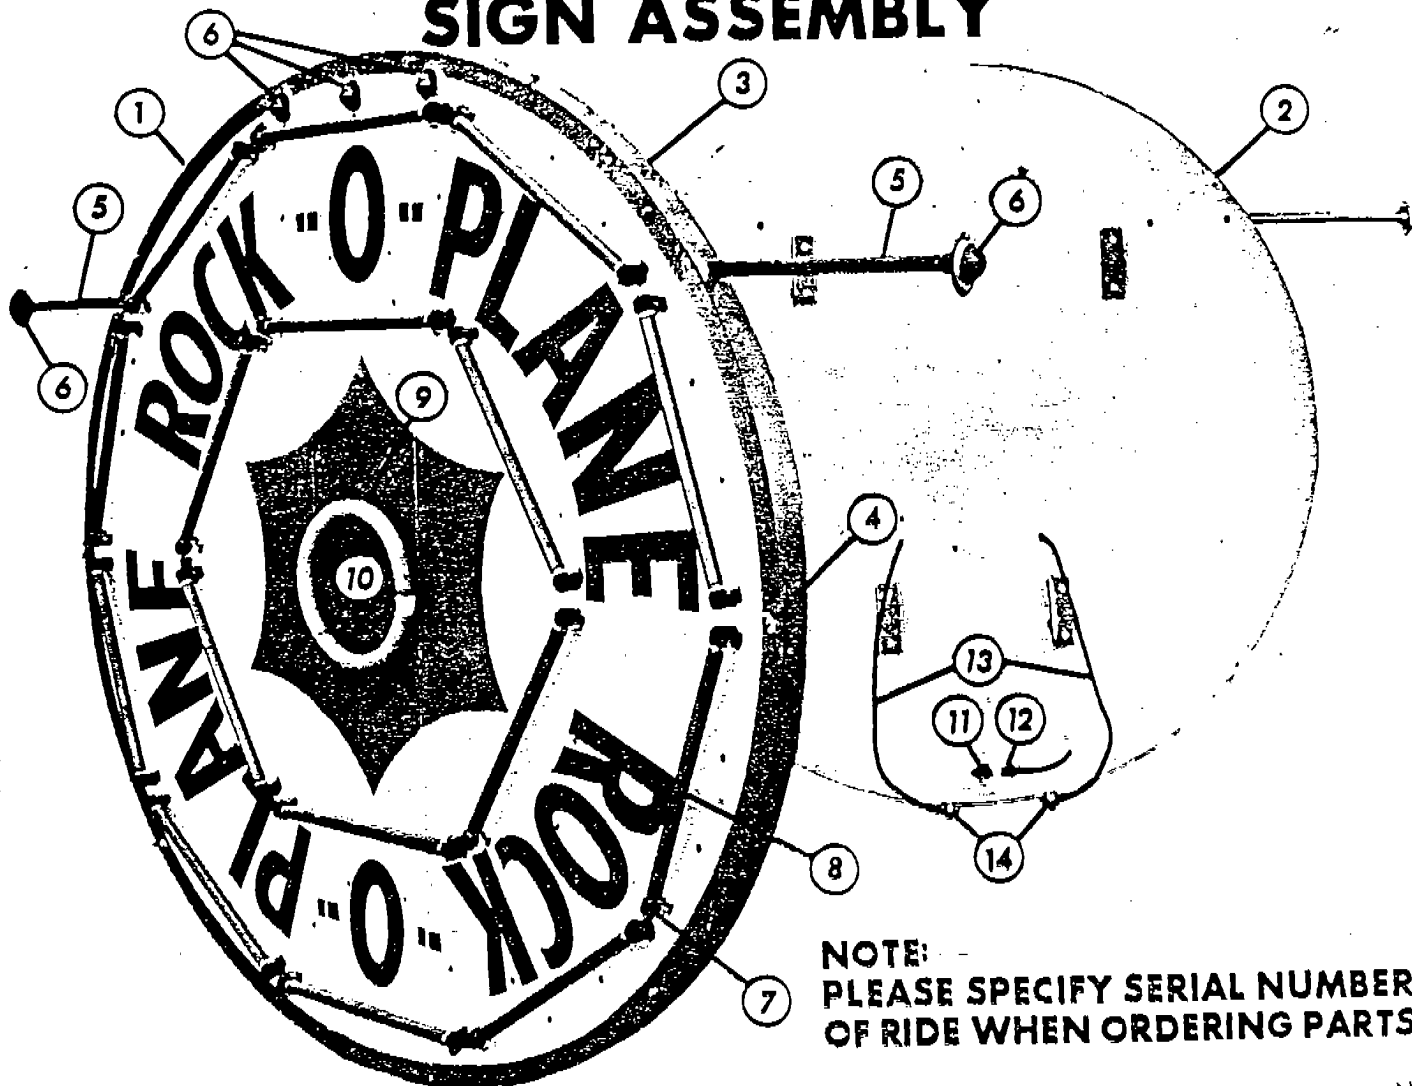 SIGN ASSEMBLY
6
1
3
2
5
5
6
6
ROCK "O" PLANE
9
4
10
13
11 12
14
8
ROCK "O" PLANE
7
NOTE:
PLEASE SPECIFY SERIAL NUMBER
OF RIDE WHEN ORDERING PARTS